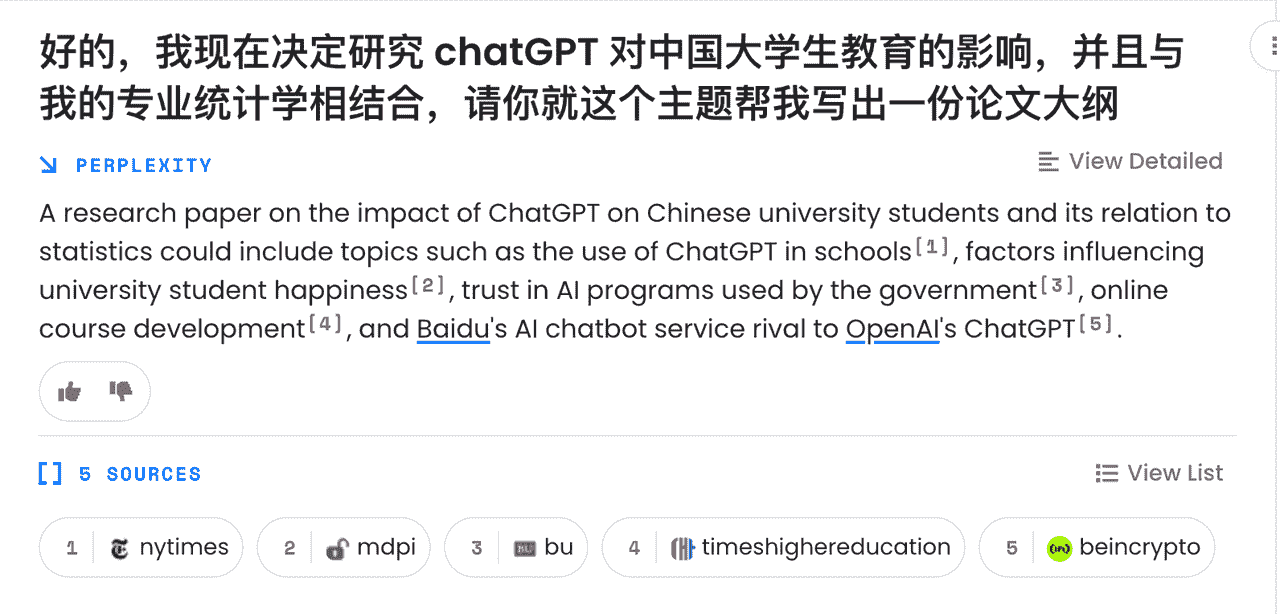 好的，我现在决定研究 chatGPT 对中国大学生教育的影响，并且与
我的专业统计学相结合，请你就这个主题帮我写出一份论文大纲
PERPLEXITY
View Detailed
A research paper on the impact of ChatGPT on Chinese university students and its relation to
statistics could include topics such as the use of ChatGPT in schools[1], factors influencing
university student happiness[2], trust in AI programs used by the government[3], online
course development[4], and Baidu's AI chatbot service rival to OpenAI's ChatGPT[5].
5 SOURCES
View List
1 nytimes
2 mdpi
3 bu
4 timeshighereducation
5 beincrypto